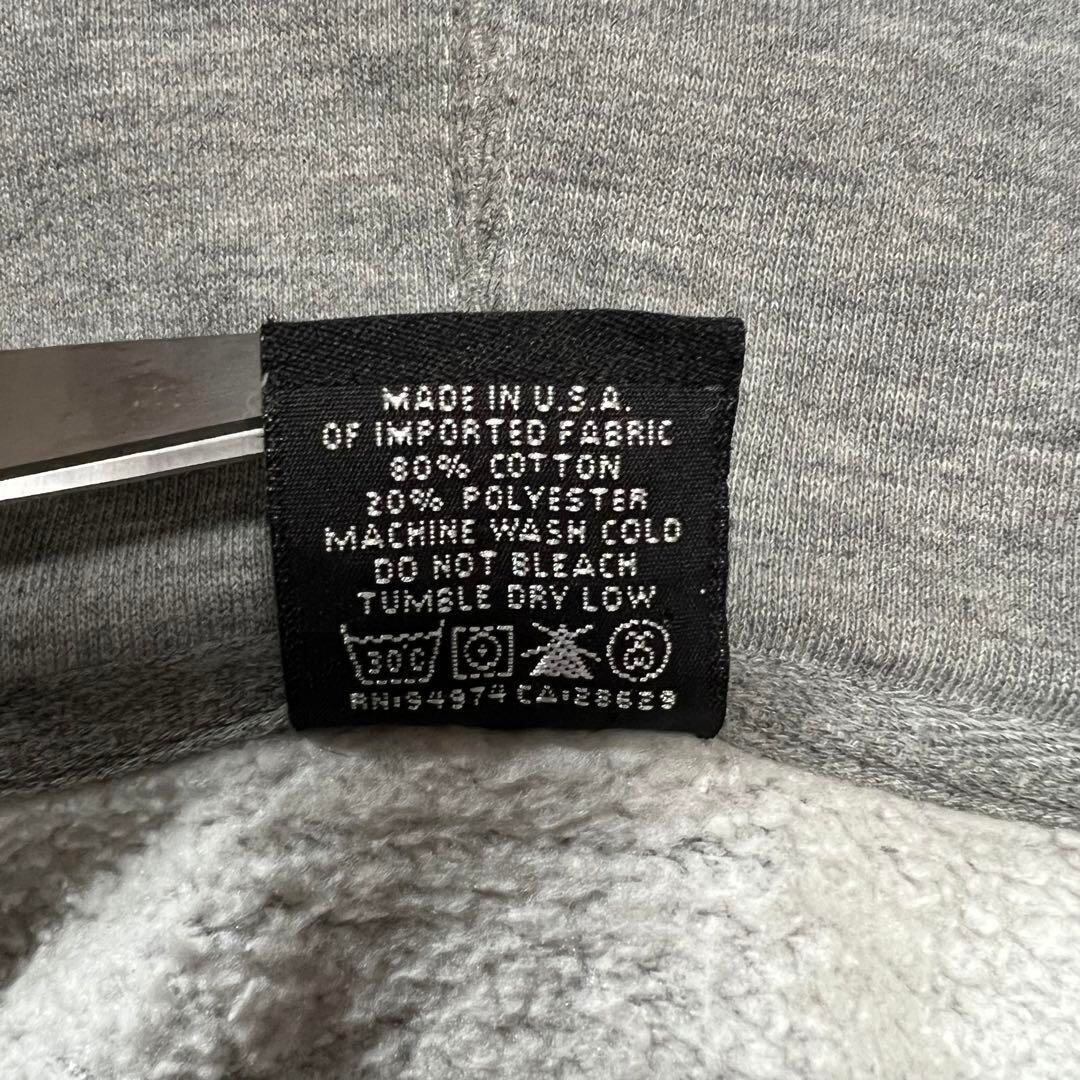 MADE IN U.S.A.
OF IMPORTED FABRIC
80% COTTON
20% POLYESTER
MACHINE WASH COLD
DO NOT BLEACH
TUMBLE DRY LOW
30°C
RN:94974 CA:28629